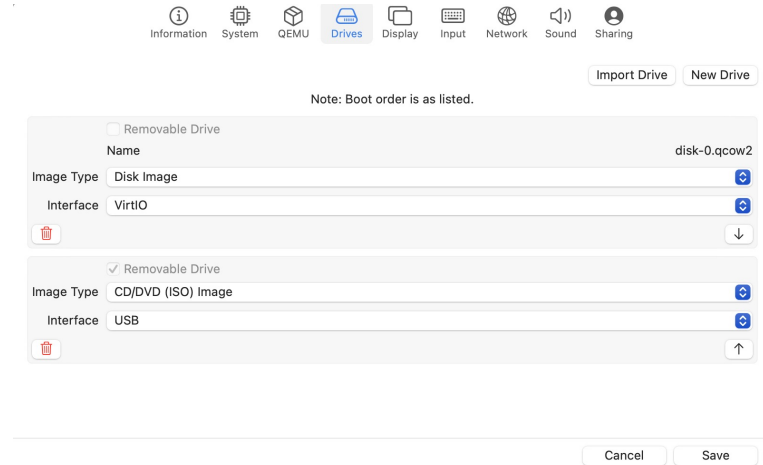 Information System QEMU Drives Display Input Network Sound Sharing
Import Drive New Drive
Note: Boot order is as listed.
Removable Drive
Name disk-0.qcow2
Image Type Disk Image
Interface VirtIO
Removable Drive
Image Type CD/DVD (ISO) Image
Interface USB
Cancel Save